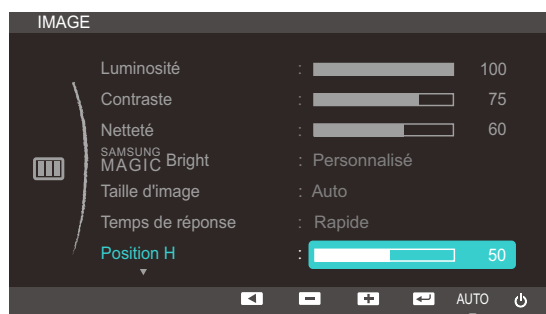 IMAGE
Luminosité : 100
Contraste : 75
Netteté : 60
SAMSUNG MAGIC Bright : Personnalisé
Taille d'image : Auto
Temps de réponse : Rapide
Position H : 50
AUTO